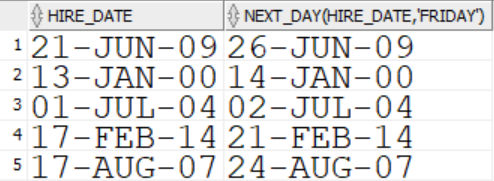 HIRE_DATE NEXT_DAY(HIRE_DATE,'FRIDAY')
1 21-JUN-09 26-JUN-09
2 13-JAN-00 14-JAN-00
3 01-JUL-04 02-JUL-04
4 17-FEB-14 21-FEB-14
5 17-AUG-07 24-AUG-07